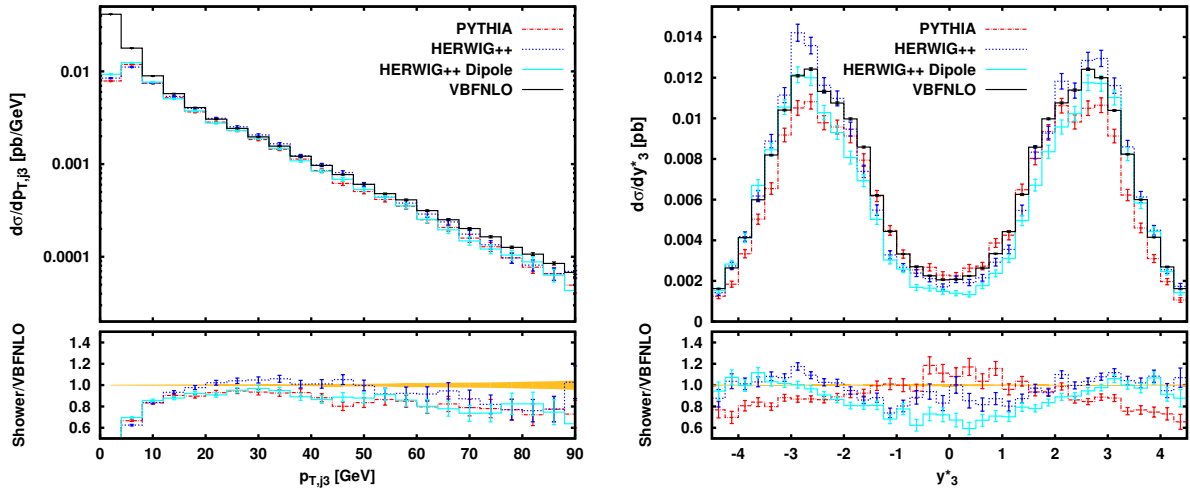 PYTHIA
HERWIG++
HERWIG++ Dipole
VBFNLO
dσ/dp_{T,j3} [pb/GeV]
0.01
0.001
0.0001
Shower/VBFNLO
1.4
1.2
1.0
0.8
0.6
0 10 20 30 40 50 60 70 80 90
p_{T,j3} [GeV]
PYTHIA
HERWIG++
HERWIG++ Dipole
VBFNLO
dσ/dy*_3 [pb]
0.014
0.012
0.01
0.008
0.006
0.004
0.002
0
Shower/VBFNLO
1.4
1.2
1.0
0.8
0.6
-4 -3 -2 -1 0 1 2 3 4
y*_3